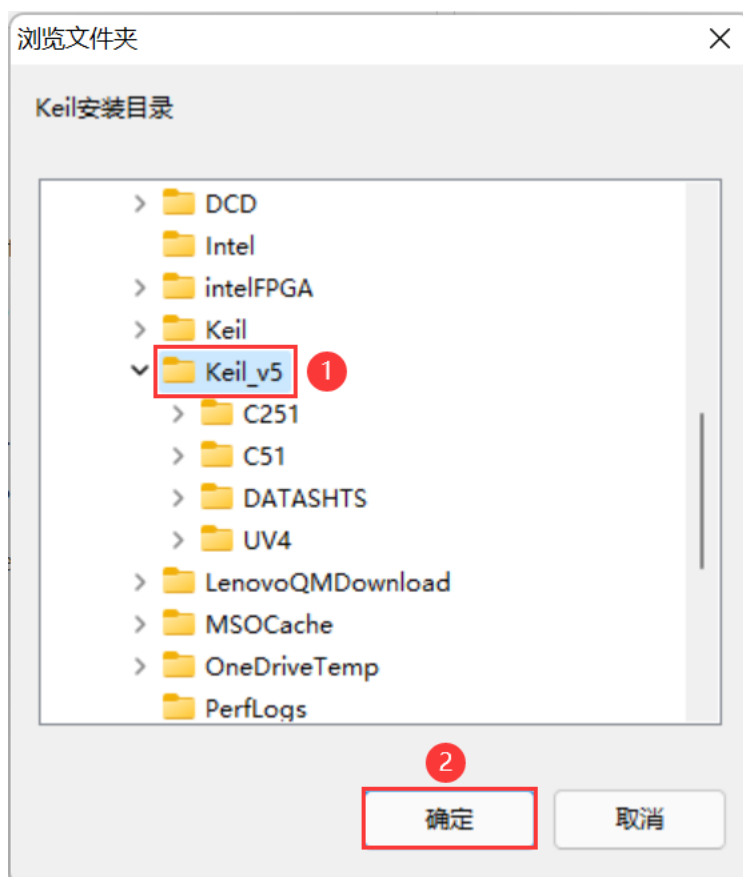 浏览文件夹
Keil安装目录
DCD
Intel
intelFPGA
Keil
Keil_v5 1
C251
C51
DATASHTS
UV4
LenovoQMDownload
MSOCache
OneDriveTemp
PerfLogs
2
确定 取消